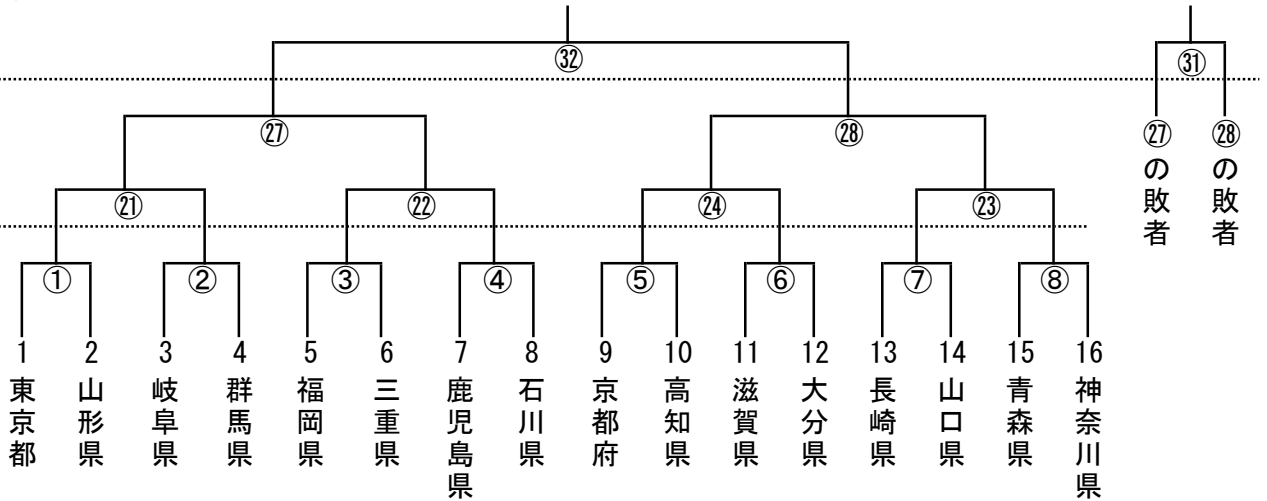 ㉜
㉛
㉗ ㉘
㉗の敗者
㉘の敗者
㉑ ㉒ ㉔ ㉓
① ② ③ ④ ⑤ ⑥ ⑦ ⑧
1 2 3 4 5 6 7 8 9 10 11 12 13 14 15 16
東京都
山形県
岐阜県
群馬県
福岡県
三重県
鹿児島県
石川県
京都府
高知県
滋賀県
大分県
長崎県
山口県
青森県
神奈川県